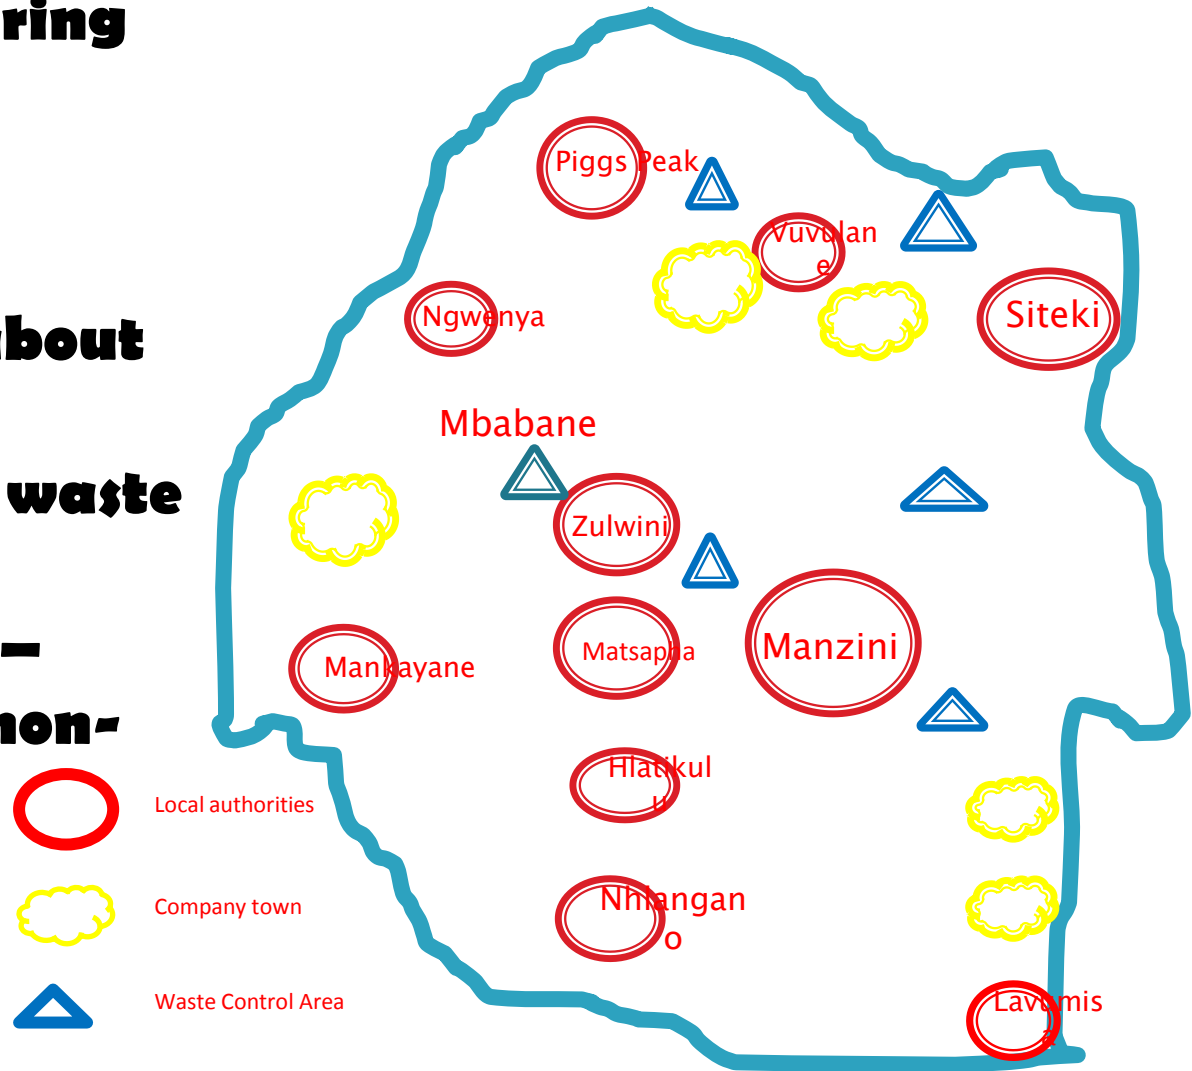 ring
Piggs Peak
Vuvulan
e
Ngwenya
Siteki
bout
Mbabane
waste
Zulwini
–
Mankayane
Matsapha
Manzini
non-
Hlatikul
u
Local authorities
Nhlangan
o
Company town
Waste Control Area
Lavumis
a